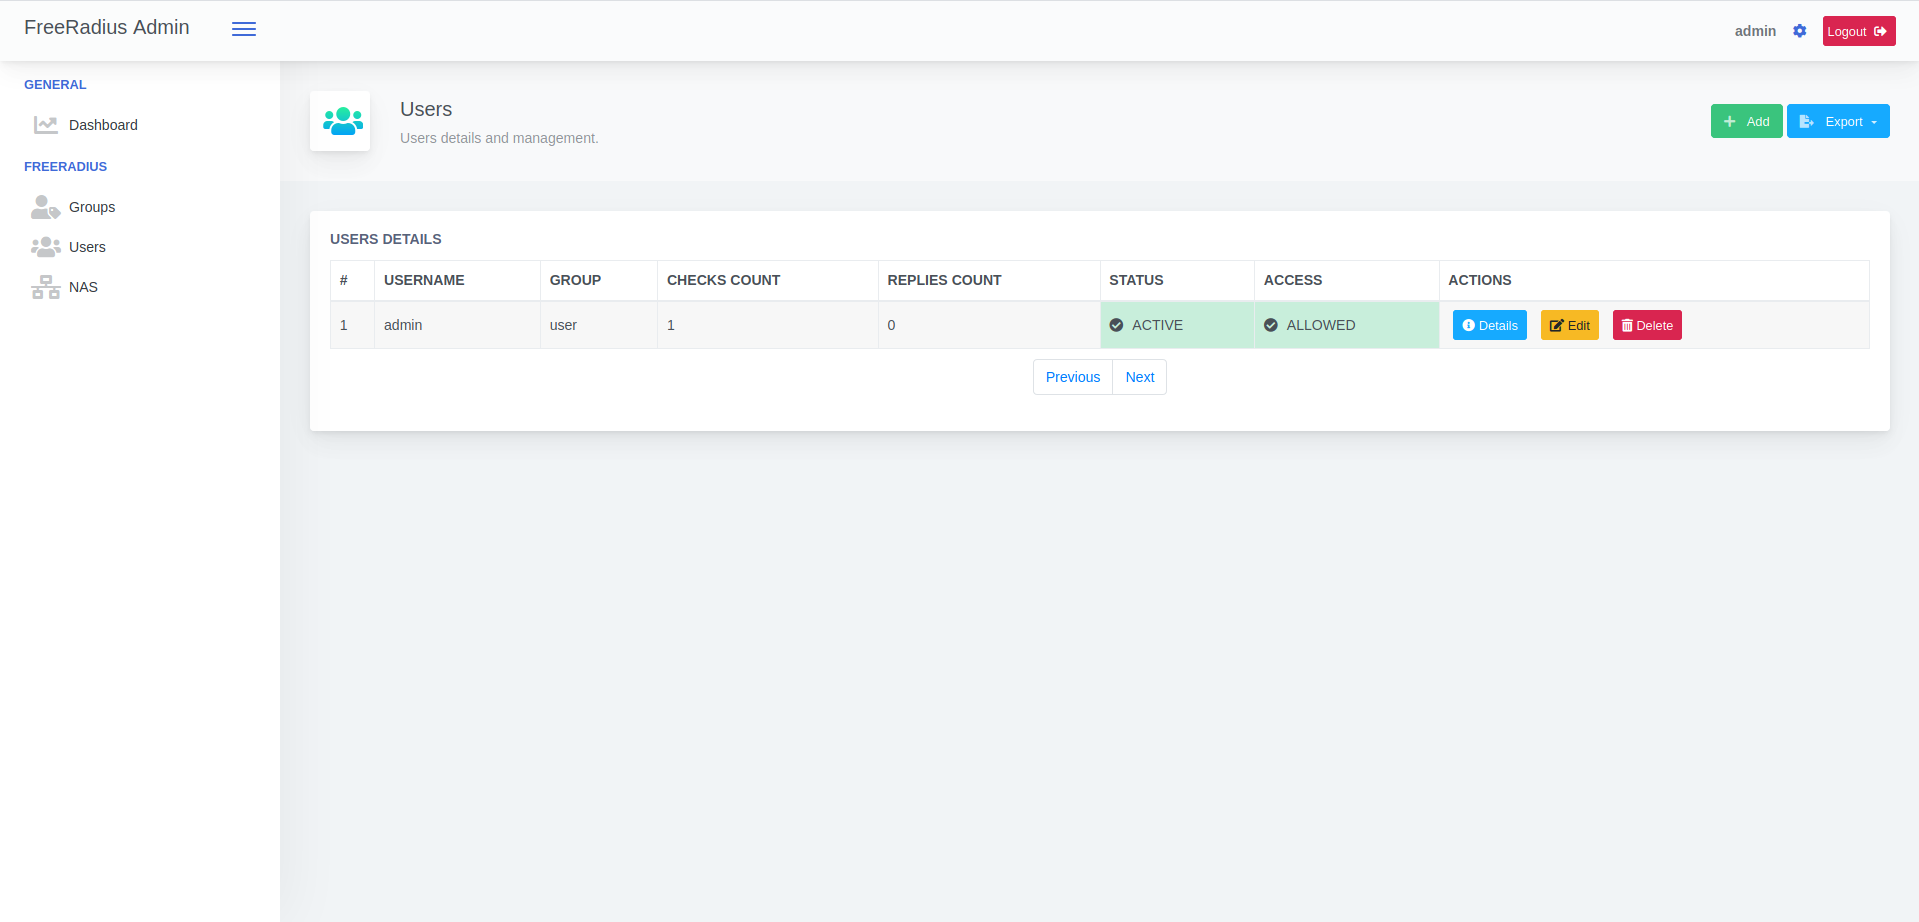 FreeRadius Admin
admin
Logout
GENERAL
Dashboard
FREERADIUS
Groups
Users
NAS
Users
Users details and management.
Add
Export
USERS DETAILS
# USERNAME GROUP CHECKS COUNT REPLIES COUNT STATUS ACCESS ACTIONS
1 admin user 1 0 ACTIVE ALLOWED Details Edit Delete
Previous Next